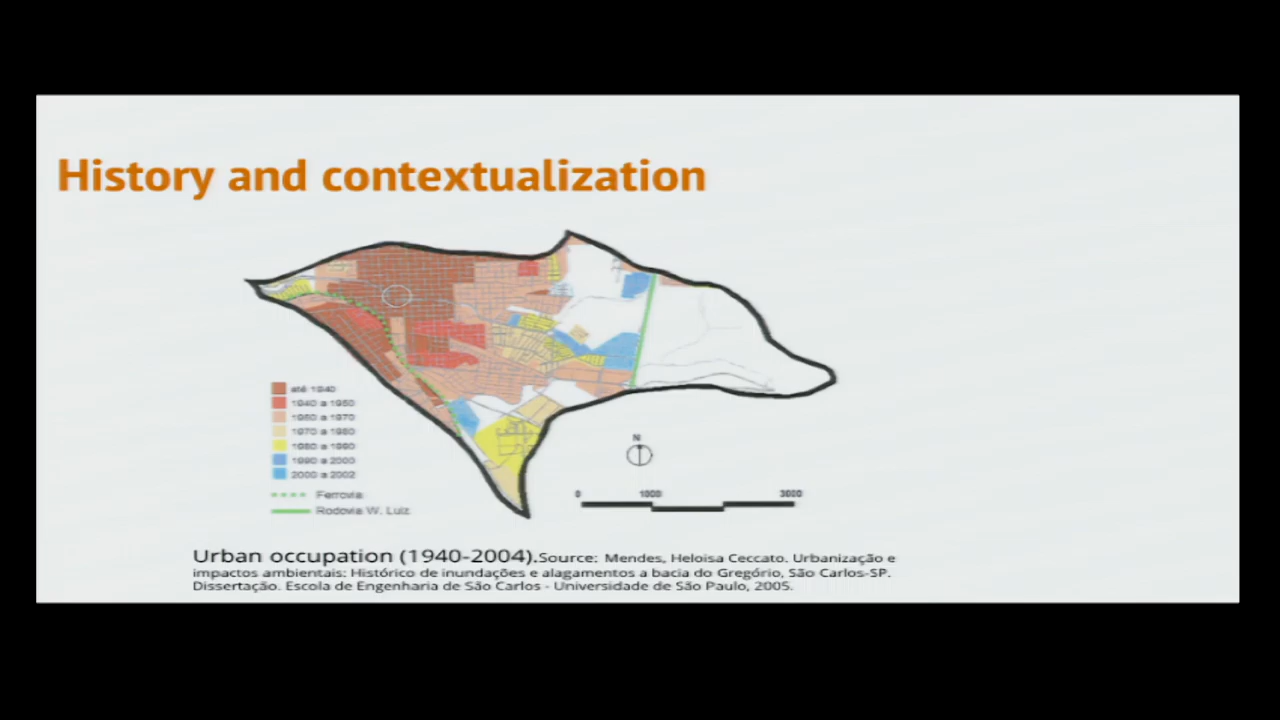 History and contextualization
até 1940
1940 a 1950
1950 a 1970
1970 a 1980
1980 a 1990
1990 a 2000
2000 a 2002
Ferrovia
Rodovia W. Luiz
N
0 1000 3000
Urban occupation (1940-2004).Source: Mendes, Heloisa Ceccato. Urbanização e
impactos ambientais: Histórico de inundações e alagamentos a bacia do Gregório, São Carlos-SP.
Dissertação. Escola de Engenharia de São Carlos - Universidade de São Paulo, 2005.